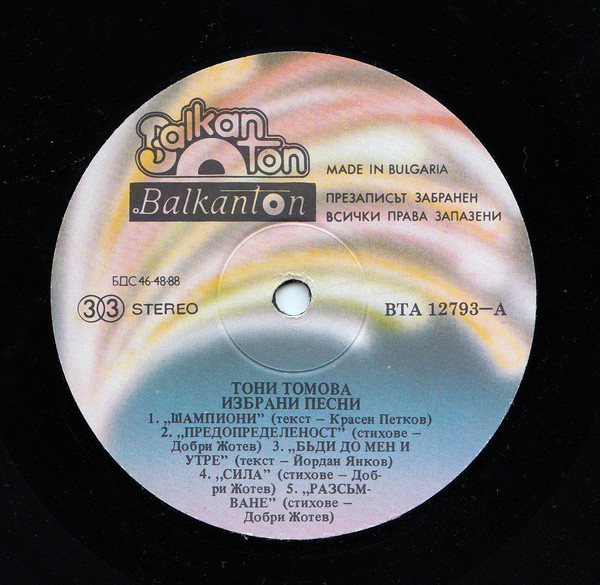 Balkan
ton
Balkanton
MADE IN BULGARIA
ПРЕЗАПИСЪТ ЗАБРАНЕН
ВСИЧКИ ПРАВА ЗАПАЗЕНИ
БДС 46-48-88
33 STEREO
ВТА 12793–А
ТОНИ ТОМОВА
ИЗБРАНИ ПЕСНИ
1. „ШАМПИОНИ” (текст – Красен Петков)
2. „ПРЕДОПРЕДЕЛЕНОСТ” (стихове –
Добри Жотев) 3. „БЪДИ ДО МЕН И
УТРЕ” (текст – Йордан Янков)
4. „СИЛА” (стихове – Доб-
ри Жотев) 5. „РАЗСЪМ-
ВАНЕ” (стихове –
Добри Жотев)